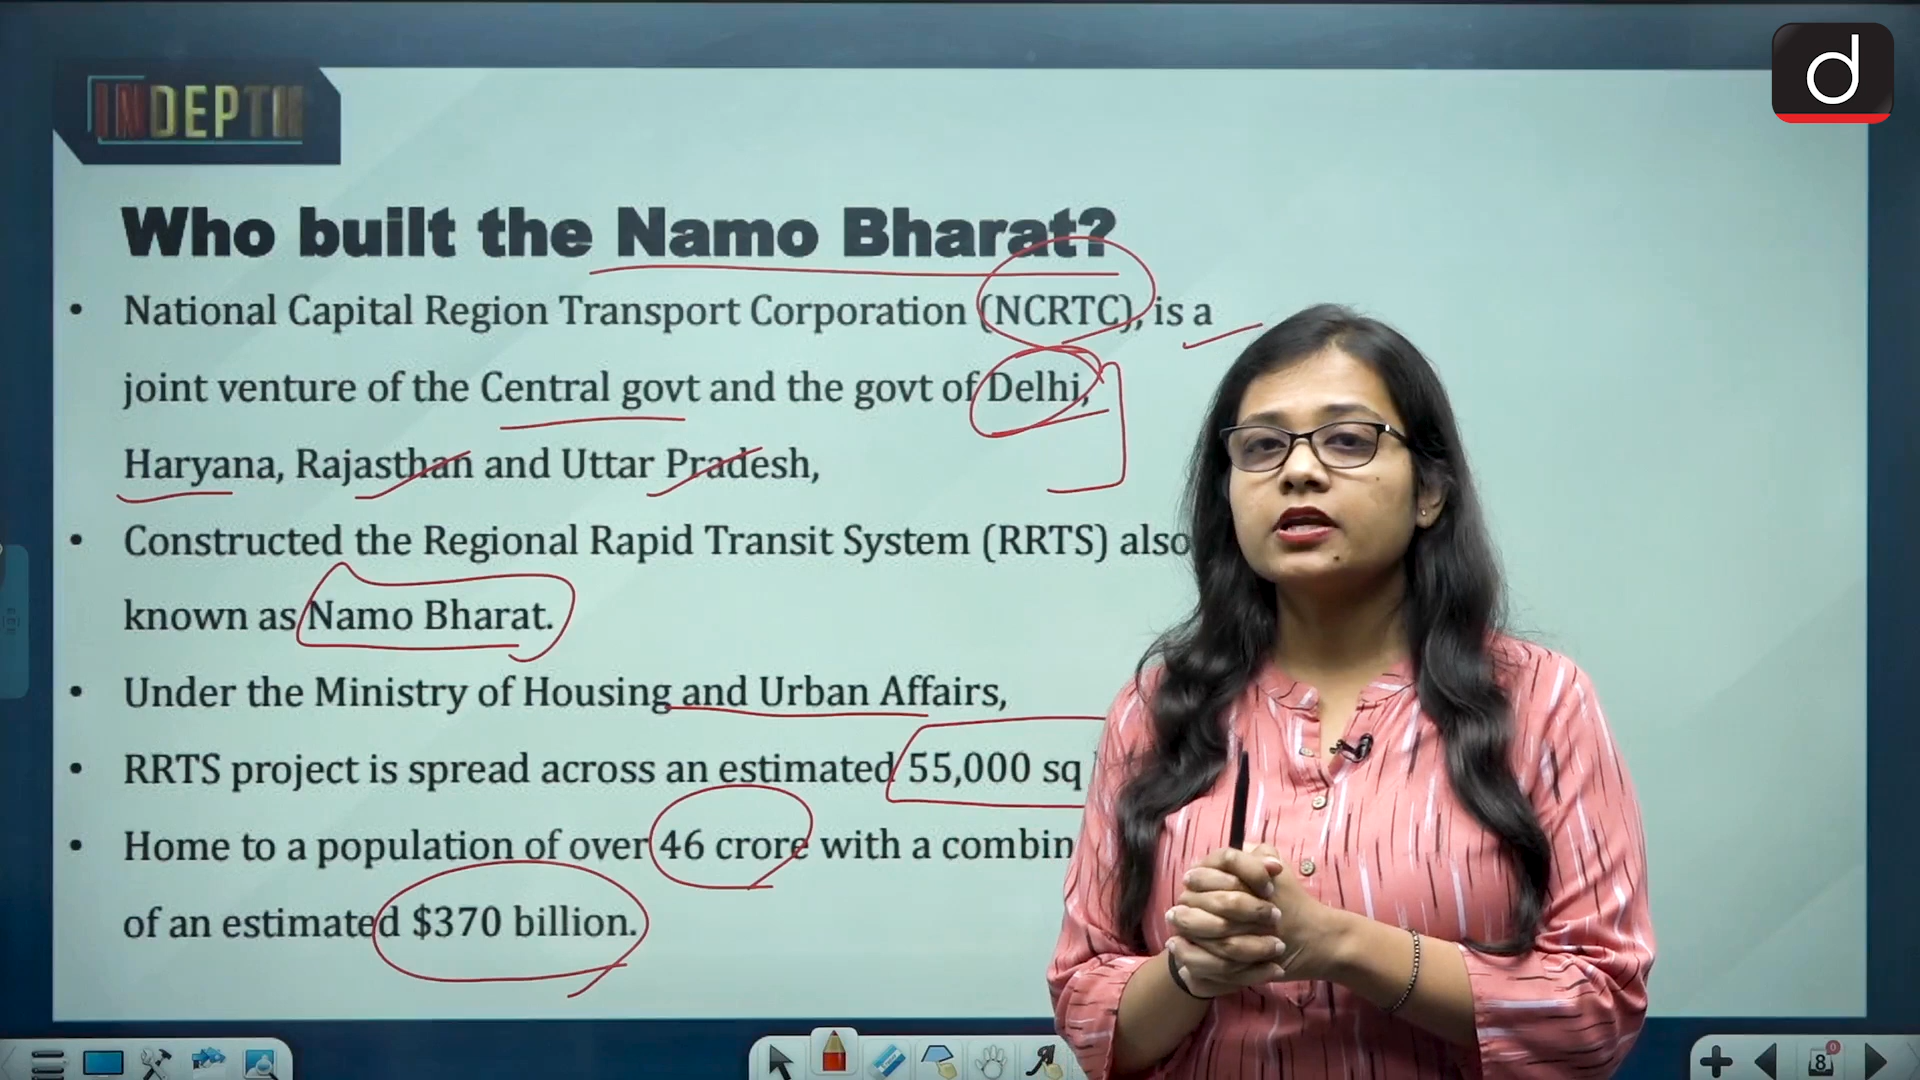 d
INDEPTH
Who built the Namo Bharat?
• National Capital Region Transport Corporation (NCRTC), is a
joint venture of the Central govt and the govt of Delhi,
Haryana, Rajasthan and Uttar Pradesh,
• Constructed the Regional Rapid Transit System (RRTS) also
known as Namo Bharat.
• Under the Ministry of Housing and Urban Affairs,
• RRTS project is spread across an estimated 55,000 sq
• Home to a population of over 46 crore with a combin
of an estimated $370 billion.
8
0